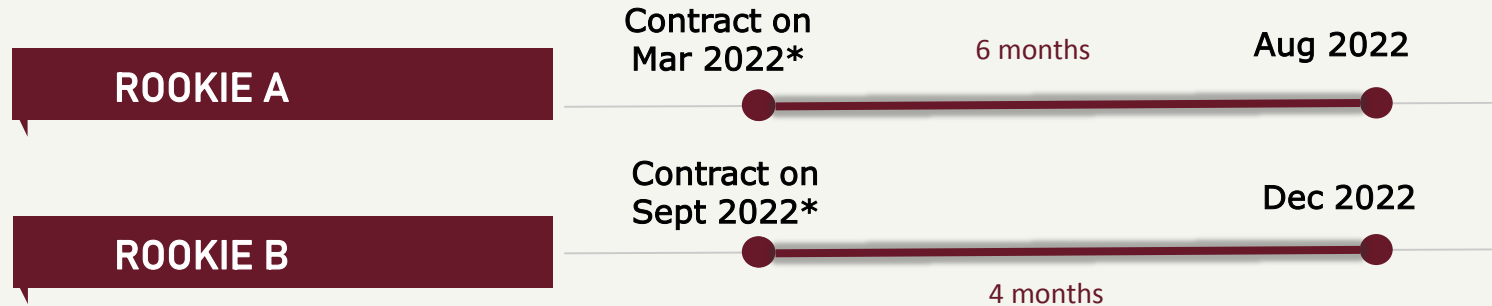 ROOKIE A
Contract on
Mar 2022*
6 months
Aug 2022
ROOKIE B
Contract on
Sept 2022*
4 months
Dec 2022